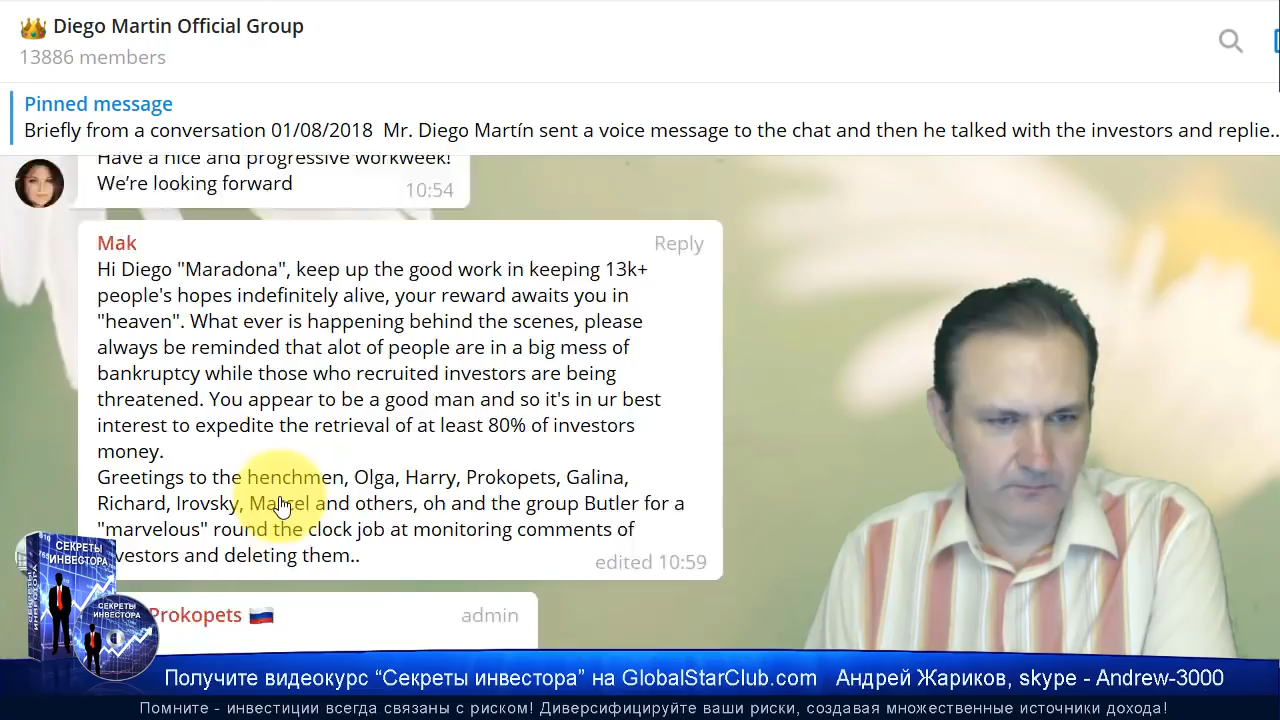 👑 Diego Martin Official Group
13886 members
Pinned message
Briefly from a conversation 01/08/2018 Mr. Diego Martín sent a voice message to the chat and then he talked with the investors and replie..
Have a nice and progressive workweek!
We're looking forward
10:54
Mak
Reply
Hi Diego "Maradona", keep up the good work in keeping 13k+
people's hopes indefinitely alive, your reward awaits you in
"heaven". What ever is happening behind the scenes, please
always be reminded that alot of people are in a big mess of
bankruptcy while those who recruited investors are being
threatened. You appear to be a good man and so it's in ur best
interest to expedite the retrieval of at least 80% of investors
money.
Greetings to the henchmen, Olga, Harry, Prokopets, Galina,
Richard, Irovsky, Marcel and others, oh and the group Butler for a
"marvelous" round the clock job at monitoring comments of
investors and deleting them..
edited 10:59
Prokopets 🇷🇺
admin
СЕКРЕТЫ
ИНВЕСТОРА
СЕКРЕТЫ
ИНВЕСТОРА
Получите видеокурс “Секреты инвестора” на GlobalStarClub.com Андрей Жариков, skype - Andrew-3000
Помните - инвестиции всегда связаны с риском! Диверсифицируйте ваши риски, создавая множественные источники дохода!